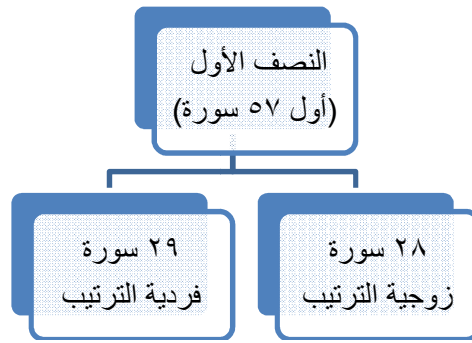 النصف الأول
(أول ٥٧ سورة)
٢٨ سورة
زوجية الترتيب
٢٩ سورة
فردية الترتيب